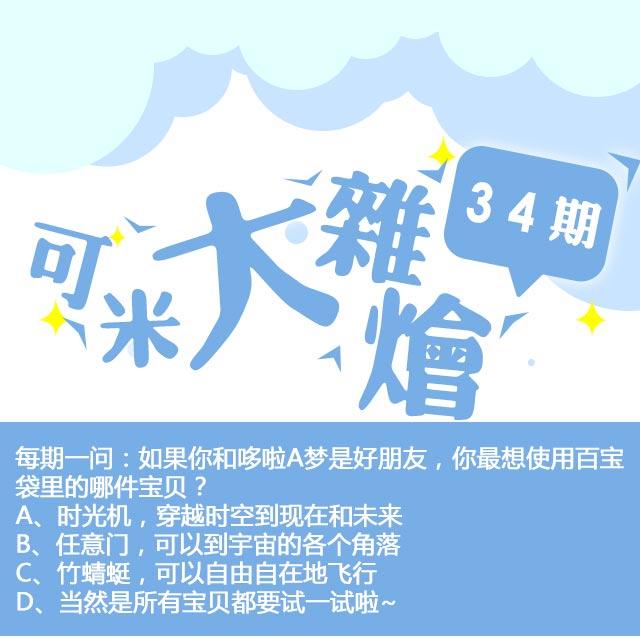 34期
可米大雜燴
每期一问：如果你和哆啦A梦是好朋友，你最想使用百宝
袋里的哪件宝贝？
A、时光机，穿越时空到现在和未来
B、任意门，可以到宇宙的各个角落
C、竹蜻蜓，可以自由自在地飞行
D、当然是所有宝贝都要试一试啦~